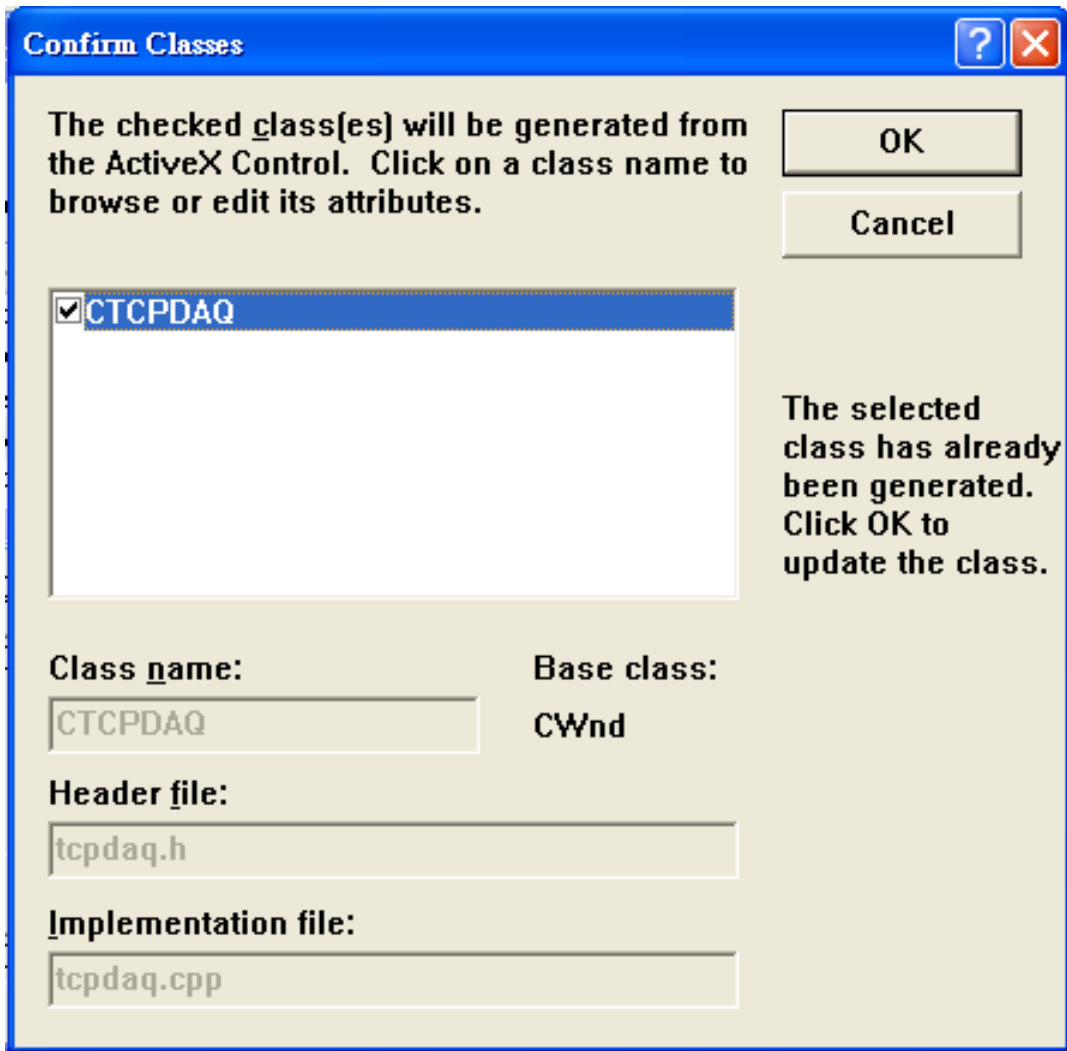 Confirm Classes
The checked class(es) will be generated from
the ActiveX Control. Click on a class name to
browse or edit its attributes.
OK
Cancel
CTCPDAQ
The selected
class has already
been generated.
Click OK to
update the class.
Class name:
Base class:
CTCPDAQ
CWnd
Header file:
tcpdaq.h
Implementation file:
tcpdaq.cpp